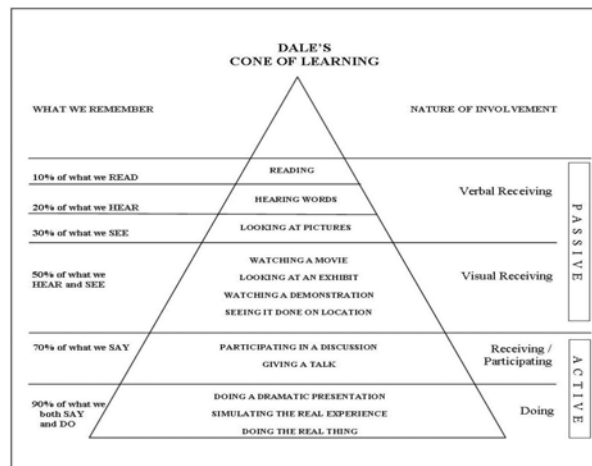 DALE'S
CONE OF LEARNING
WHAT WE REMEMBER
NATURE OF INVOLVEMENT
10% of what we READ
READING
Verbal Receiving
20% of what we HEAR
HEARING WORDS
30% of what we SEE
LOOKING AT PICTURES
PASSIVE
50% of what we
HEAR and SEE
WATCHING A MOVIE
LOOKING AT AN EXHIBIT
WATCHING A DEMONSTRATION
SEEING IT DONE ON LOCATION
Visual Receiving
70% of what we SAY
PARTICIPATING IN A DISCUSSION
GIVING A TALK
Receiving /
Participating
ACTIVE
90% of what we
both SAY
and DO
DOING A DRAMATIC PRESENTATION
SIMULATING THE REAL EXPERIENCE
DOING THE REAL THING
Doing